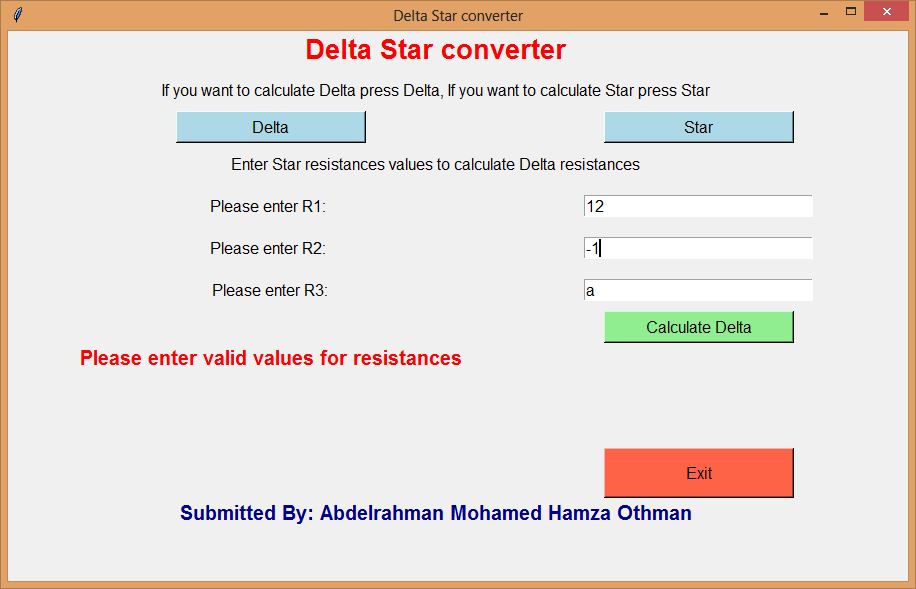 Delta Star converter
Delta Star converter
If you want to calculate Delta press Delta, If you want to calculate Star press Star
Delta Star
Enter Star resistances values to calculate Delta resistances
Please enter R1: 12
Please enter R2: -1
Please enter R3: a
Calculate Delta
Please enter valid values for resistances
Exit
Submitted By: Abdelrahman Mohamed Hamza Othman